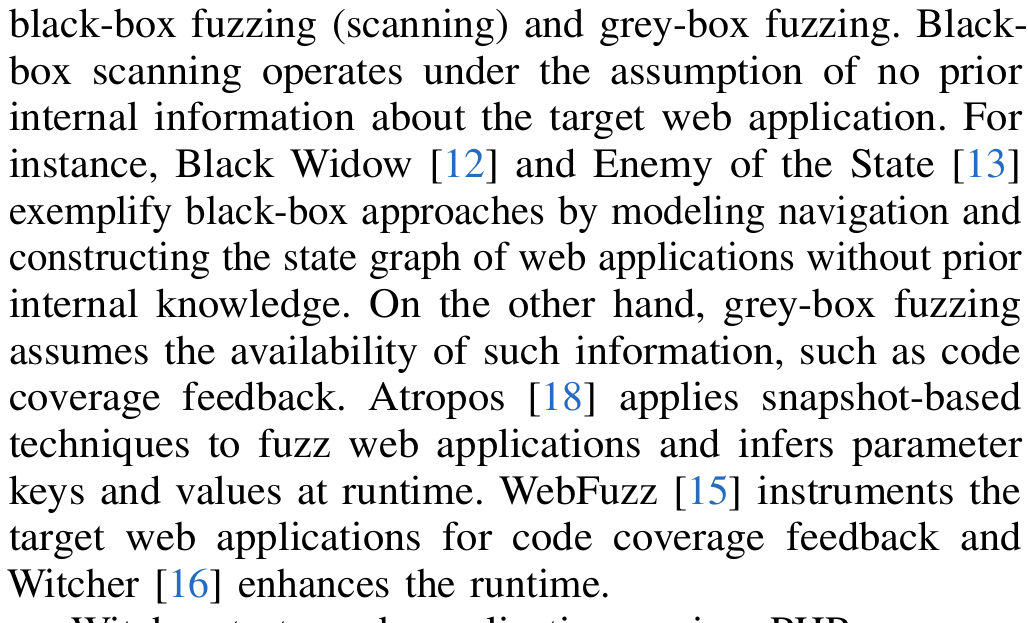 black-box fuzzing (scanning) and grey-box fuzzing. Black-
box scanning operates under the assumption of no prior
internal information about the target web application. For
instance, Black Widow [12] and Enemy of the State [13]
exemplify black-box approaches by modeling navigation and
constructing the state graph of web applications without prior
internal knowledge. On the other hand, grey-box fuzzing
assumes the availability of such information, such as code
coverage feedback. Atropos [18] applies snapshot-based
techniques to fuzz web applications and infers parameter
keys and values at runtime. WebFuzz [15] instruments the
target web applications for code coverage feedback and
Witcher [16] enhances the runtime.